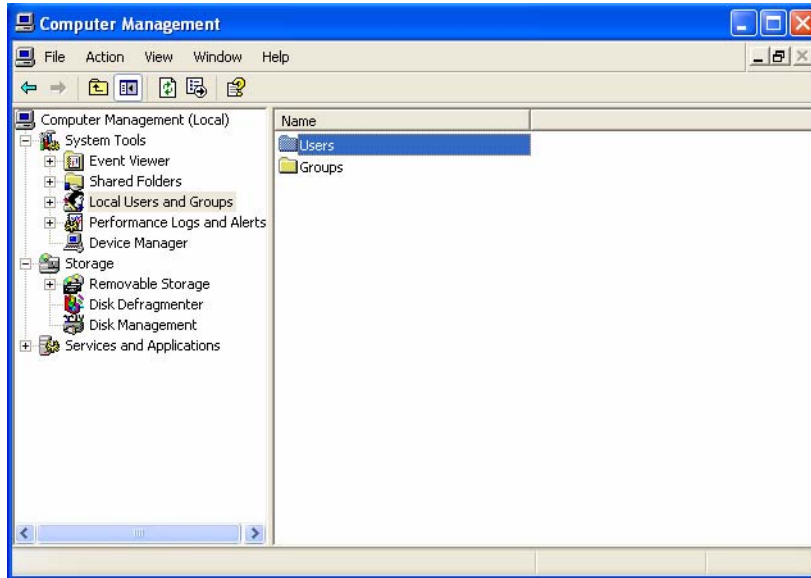 Computer Management
File Action View Window Help
Computer Management (Local)
System Tools
Event Viewer
Shared Folders
Local Users and Groups
Performance Logs and Alerts
Device Manager
Storage
Removable Storage
Disk Defragmenter
Disk Management
Services and Applications
Name
Users
Groups